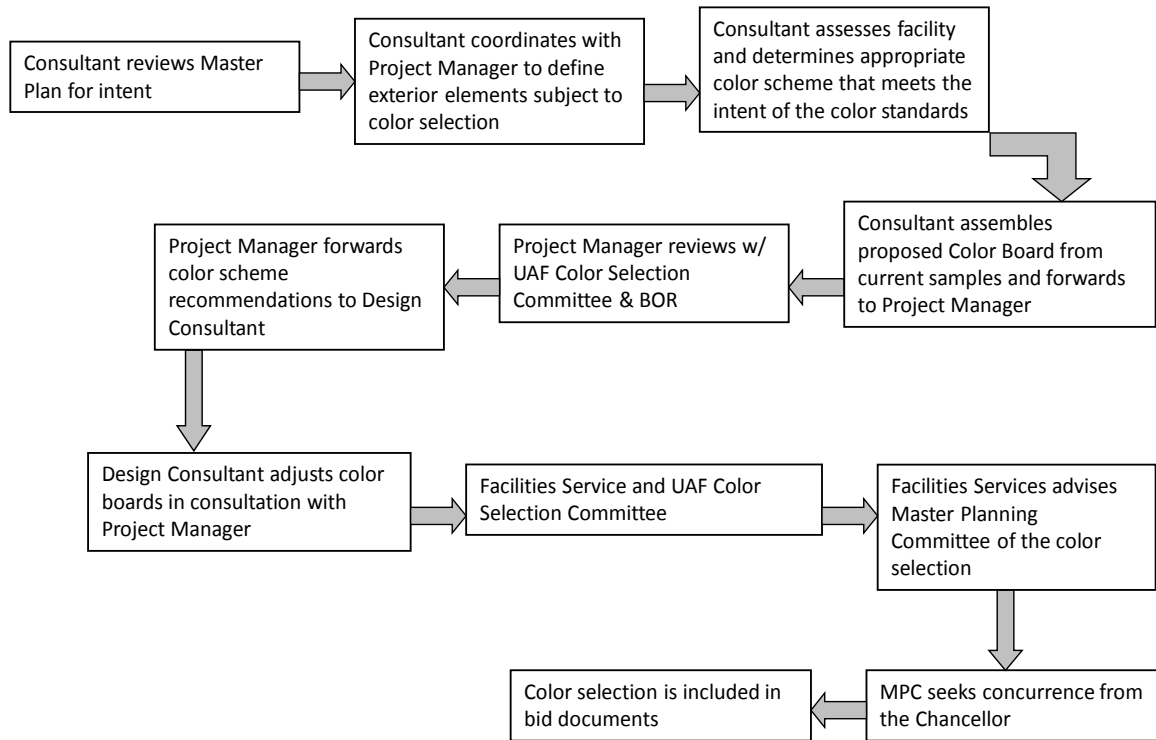 Consultant reviews Master
Plan for intent
Consultant coordinates with
Project Manager to define
exterior elements subject to
color selection
Consultant assesses facility
and determines appropriate
color scheme that meets the
intent of the color standards
Consultant assembles
proposed Color Board from
current samples and forwards
to Project Manager
Project Manager reviews w/
UAF Color Selection
Committee & BOR
Project Manager forwards
color scheme
recommendations to Design
Consultant
Design Consultant adjusts color
boards in consultation with
Project Manager
Facilities Service and UAF Color
Selection Committee
Facilities Services advises
Master Planning
Committee of the color
selection
MPC seeks concurrence from
the Chancellor
Color selection is included in
bid documents